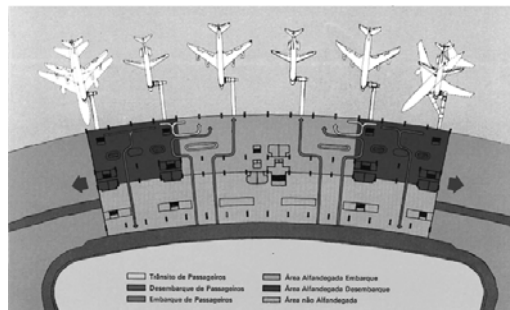 Trânsito de Passageiros
Desembarque de Passageiros
Embarque de Passageiros
Área Alfandegada Embarque
Área Alfandegada Desembarque
Área não Alfandegada